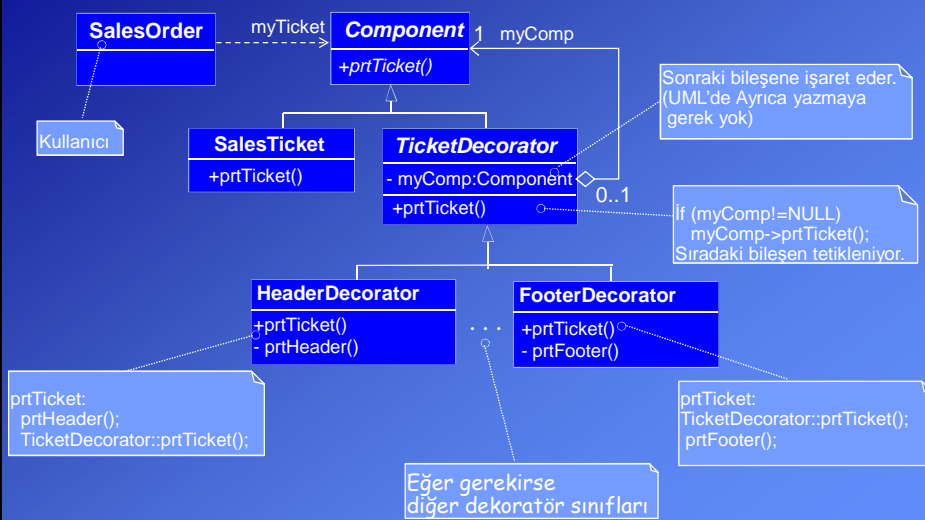 SalesOrder
myTicket
Component
1 myComp
+prtTicket()
Sonraki bileşene işaret eder.
(UML'de Ayrıca yazmaya
gerek yok)
Kullanıcı
SalesTicket
+prtTicket()
TicketDecorator
- myComp:Component
+prtTicket()
0..1
İf (myComp!=NULL)
myComp->prtTicket();
Sıradaki bileşen tetikleniyor.
HeaderDecorator
+prtTicket()
- prtHeader()
. . .
FooterDecorator
+prtTicket()
- prtFooter()
prtTicket:
prtHeader();
TicketDecorator::prtTicket();
prtTicket:
TicketDecorator::prtTicket();
prtFooter();
Eğer gerekirse
diğer dekoratör sınıfları